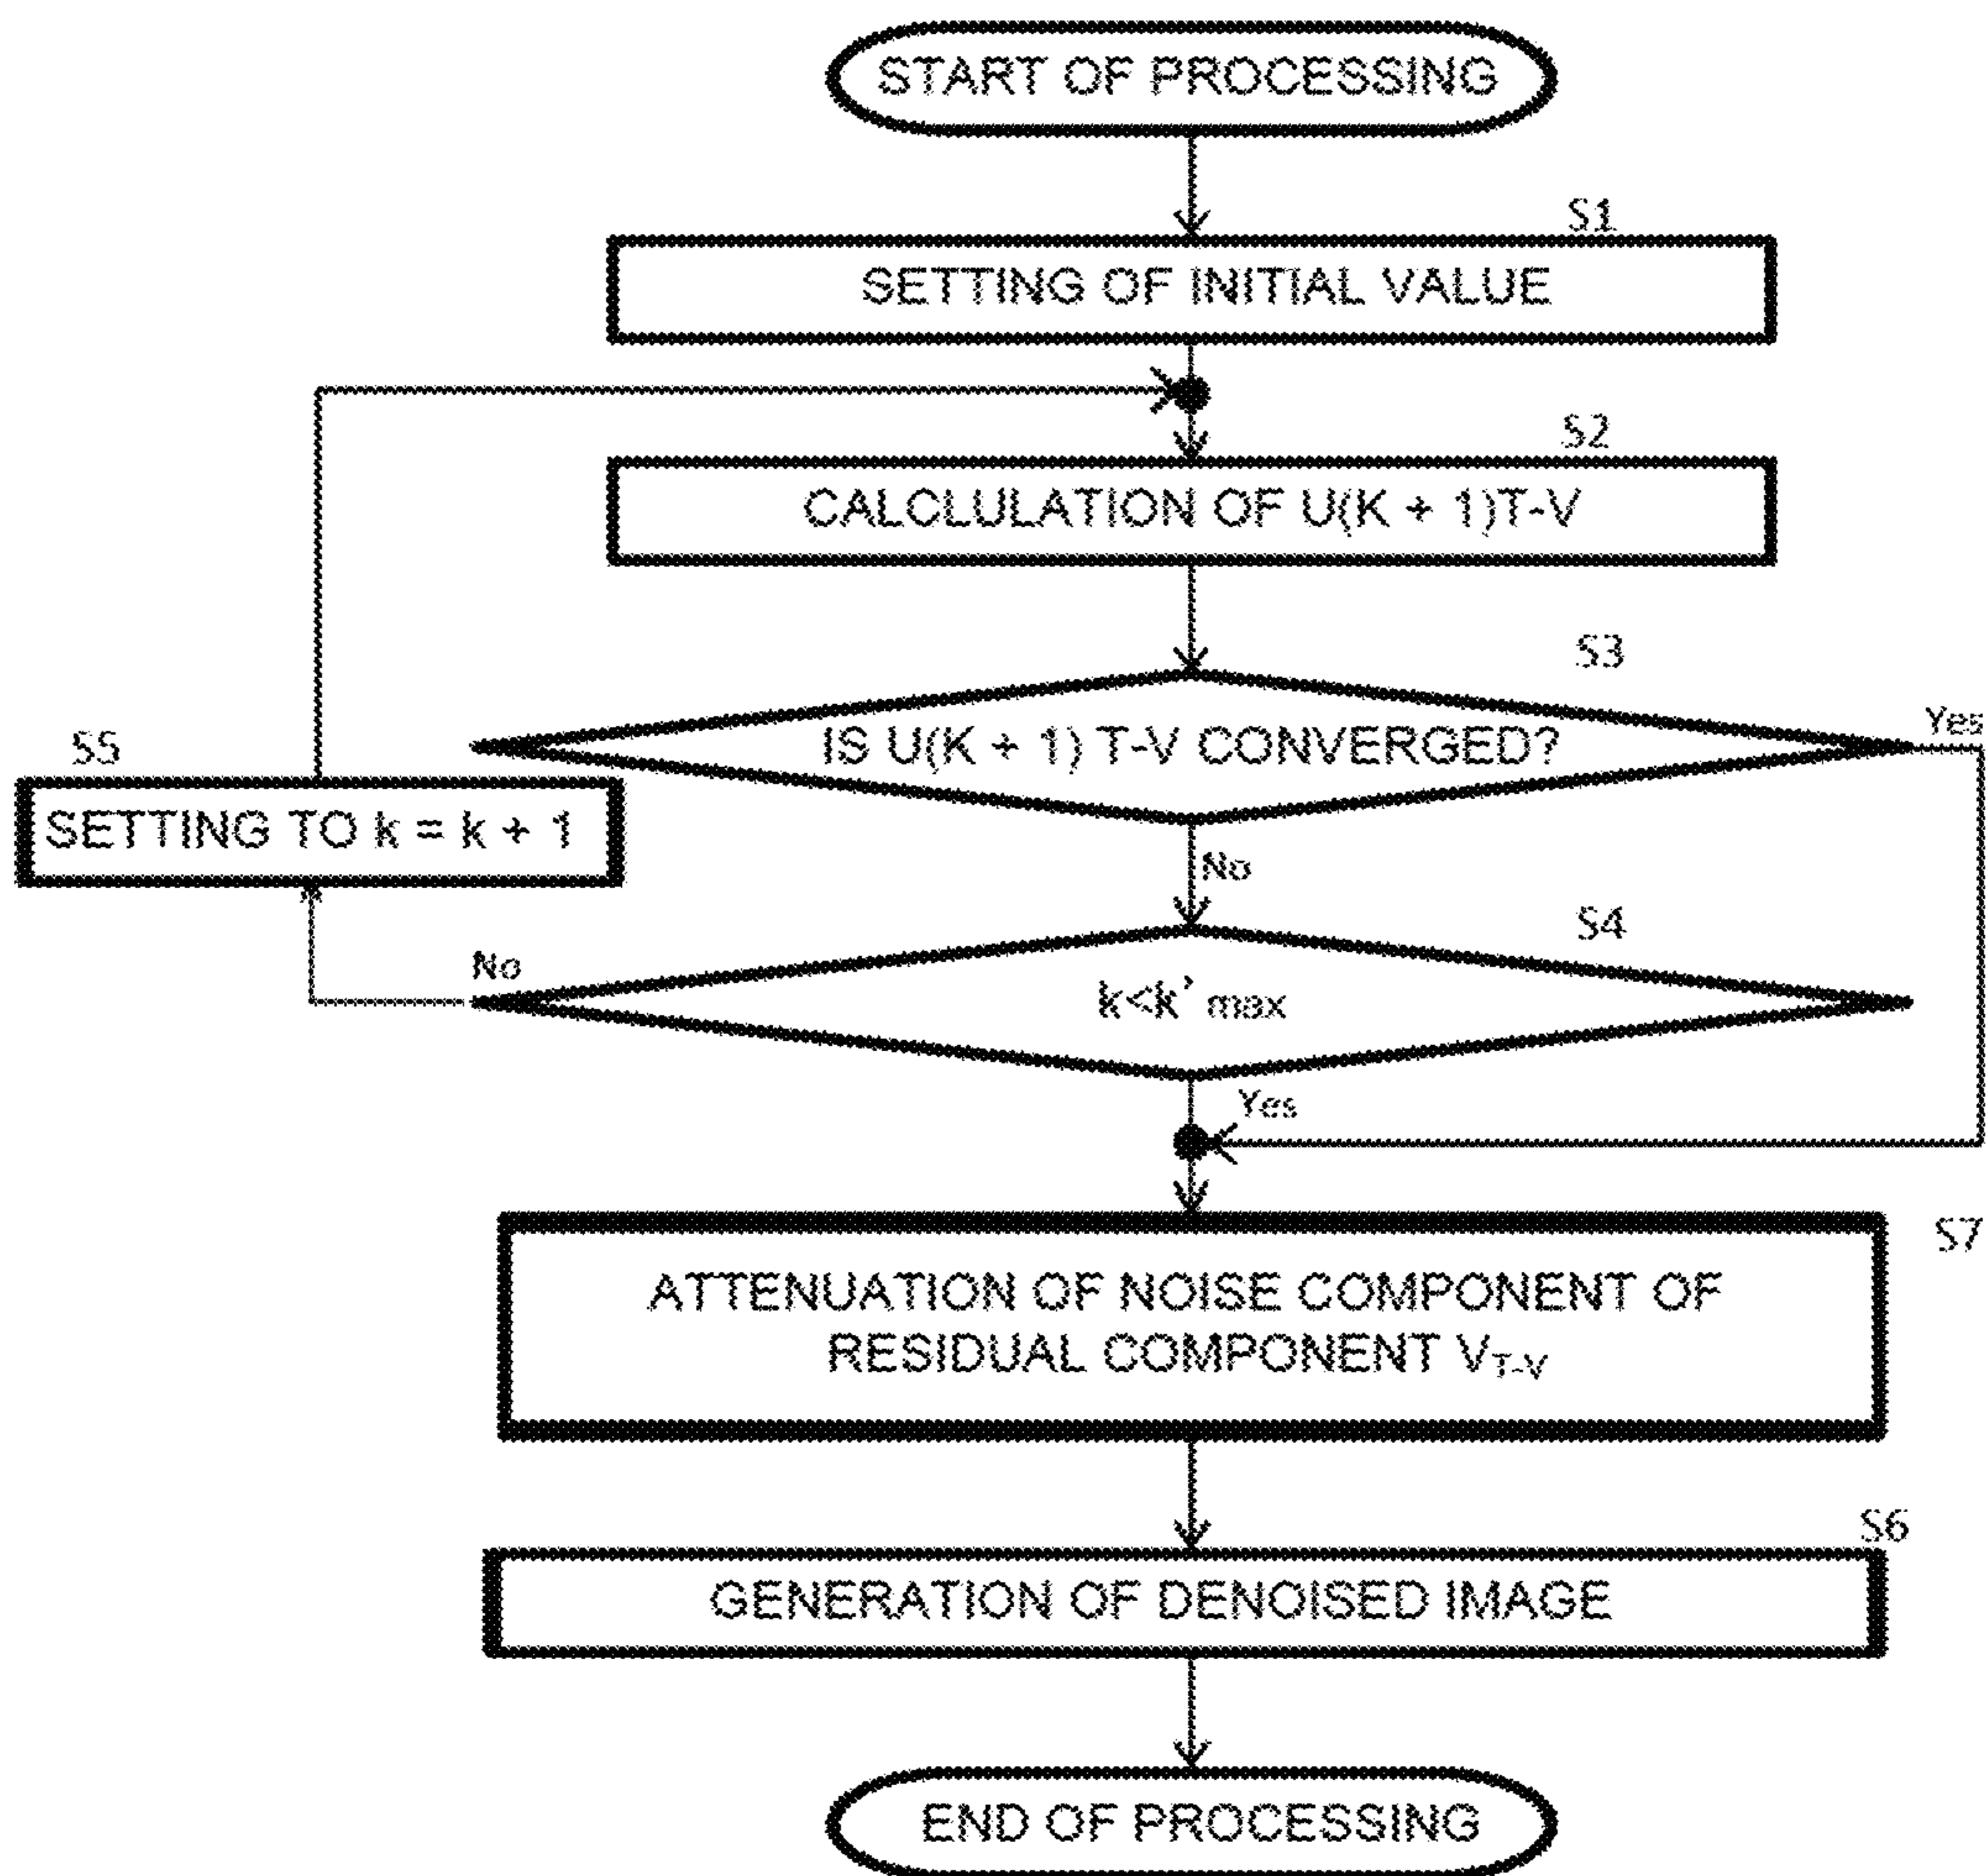 START OF PROCESSING
S1
SETTING OF INITIAL VALUE
S2
CALCLULATION OF U(K + 1)T-V
S3
IS U(K + 1) T-V CONVERGED?
Yes
S5
SETTING TO k = k + 1
No
S4
No
k<k' max
Yes
S7
ATTENUATION OF NOISE COMPONENT OF
RESIDUAL COMPONENT VT-V
S6
GENERATION OF DENOISED IMAGE
END OF PROCESSING